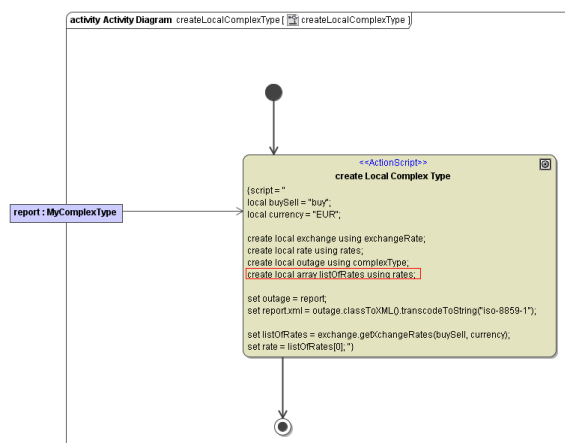 activity Activity Diagram createLocalComplexType [ createLocalComplexType ]
<<ActionScript>>
create Local Complex Type
{script = "
local buySell = "buy";
local currency = "EUR";
report : MyComplexType
create local exchange using exchangeRate;
create local rate using rates;
create local outage using complexType;
create local array listOfRates using rates;
set outage = report;
set report.xml = outage.classToXML().transcodeToString("iso-8859-1");
set listOfRates = exchange.getXchangeRates(buySell, currency);
set rate = listOfRates[0]; "}